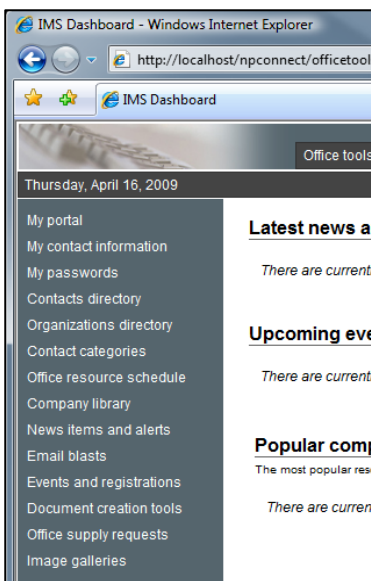 IMS Dashboard - Windows Internet Explorer
http://localhost/npconnect/officetool
IMS Dashboard
Office tools
Thursday, April 16, 2009
My portal
My contact information
My passwords
Contacts directory
Organizations directory
Contact categories
Office resource schedule
Company library
News items and alerts
Email blasts
Events and registrations
Document creation tools
Office supply requests
Image galleries
Latest news a
There are current
Upcoming eve
There are current
Popular comp
The most popular res
There are curren